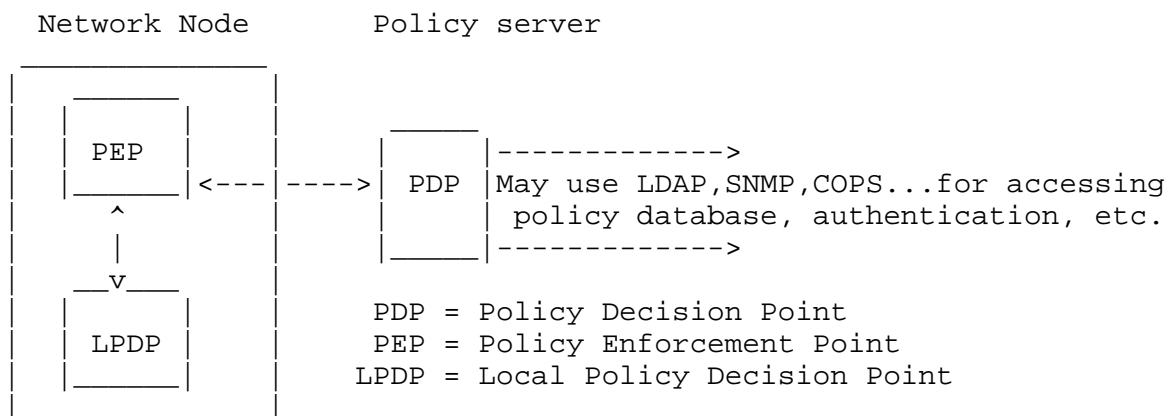 Network Node Policy server
PEP
PDP
May use LDAP,SNMP,COPS...for accessing
policy database, authentication, etc.
LPDP
PDP = Policy Decision Point
PEP = Policy Enforcement Point
LPDP = Local Policy Decision Point